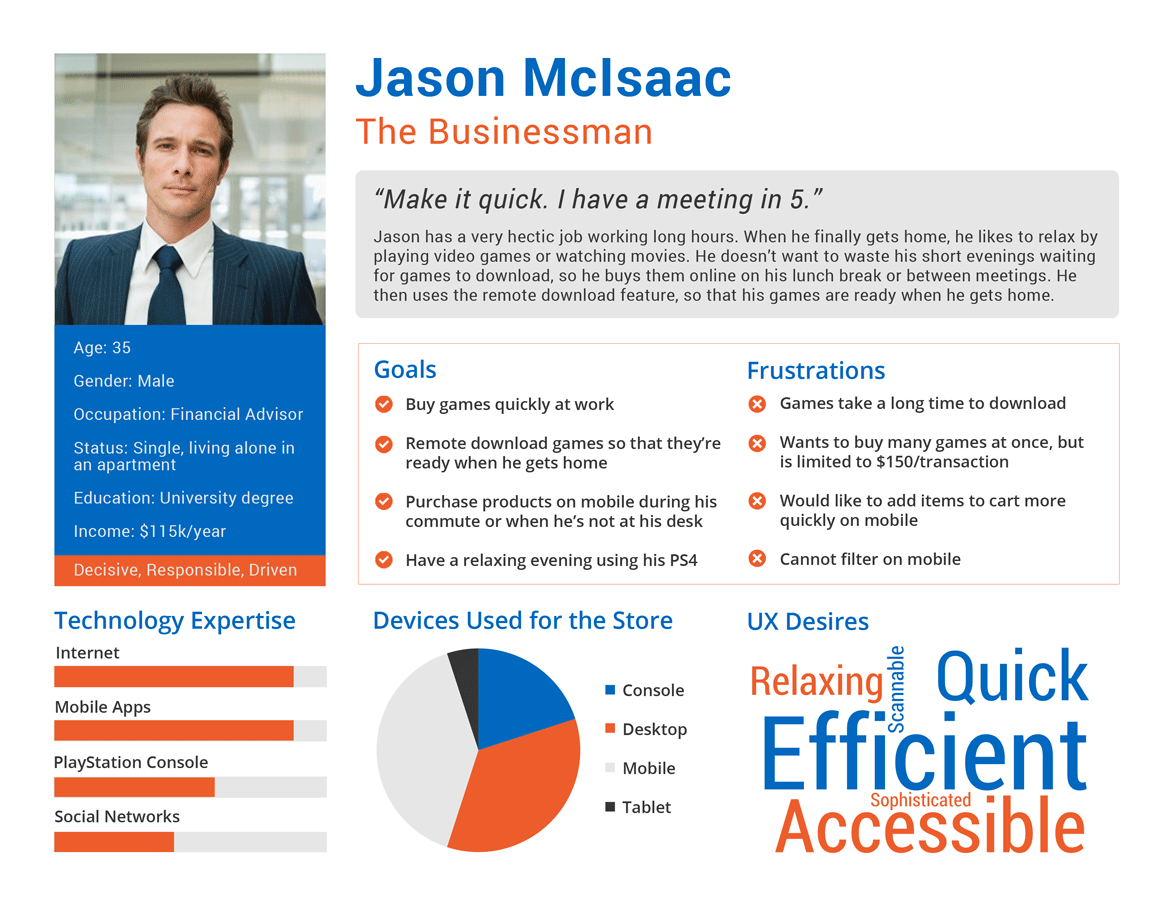 Jason McIsaac
The Businessman
“Make it quick. I have a meeting in 5.”
Jason has a very hectic job working long hours. When he finally gets home, he likes to relax by
playing video games or watching movies. He doesn’t want to waste his short evenings waiting
for games to download, so he buys them online on his lunch break or between meetings. He
then uses the remote download feature, so that his games are ready when he gets home.
Age: 35
Gender: Male
Occupation: Financial Advisor
Status: Single, living alone in
an apartment
Education: University degree
Income: $115k/year
Decisive, Responsible, Driven
Goals
Buy games quickly at work
Remote download games so that they’re
ready when he gets home
Purchase products on mobile during his
commute or when he’s not at his desk
Have a relaxing evening using his PS4
Frustrations
Games take a long time to download
Wants to buy many games at once, but
is limited to $150/transaction
Would like to add items to cart more
quickly on mobile
Cannot filter on mobile
Technology Expertise
Internet
Mobile Apps
PlayStation Console
Social Networks
Devices Used for the Store
Console
Desktop
Mobile
Tablet
UX Desires
Relaxing
Scannable
Quick
Efficient
Sophisticated
Accessible